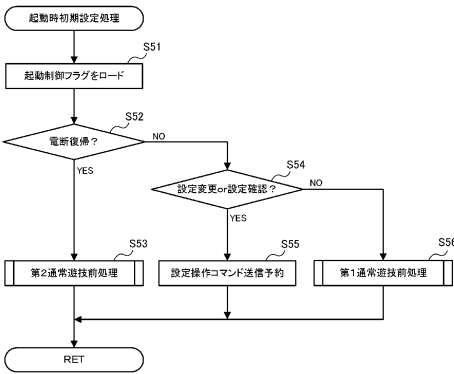 起動時初期設定処理
S51
起動制御フラグをロード
S52
電断復帰？
NO
YES
S54
設定変更or設定確認？
NO
YES
S53
第2通常遊技前処理
S55
設定操作コマンド送信予約
S56
第1通常遊技前処理
RET